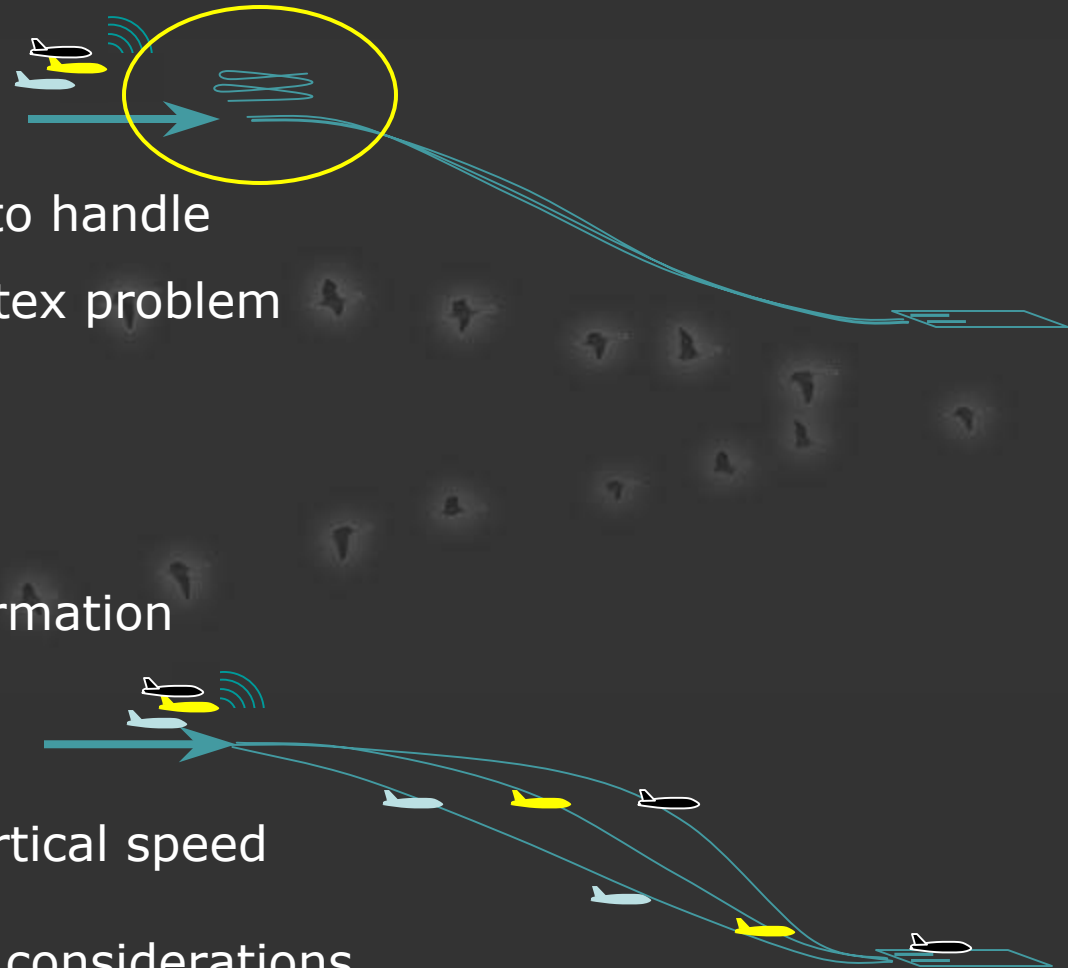 to handle
tex problem
rmation
rtical speed
considerations